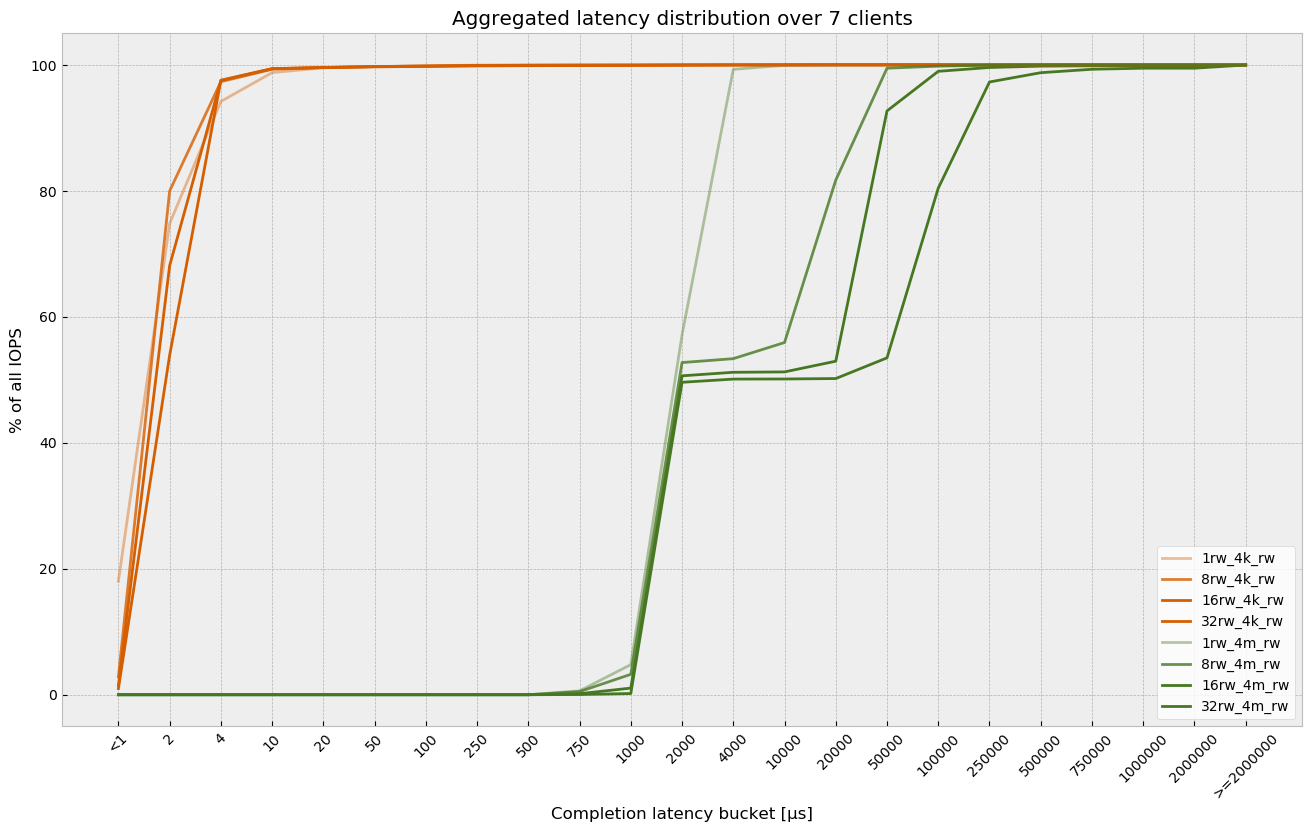 Aggregated latency distribution over 7 clients
% of all IOPS
100
80
60
40
20
0
1rw_4k_rw
8rw_4k_rw
16rw_4k_rw
32rw_4k_rw
1rw_4m_rw
8rw_4m_rw
16rw_4m_rw
32rw_4m_rw
<1 2 4 10 20 50 100 250 500 750 1000 2000 4000 10000 20000 50000 100000 250000 500000 750000 1000000 2000000 >=2000000
Completion latency bucket [μs]